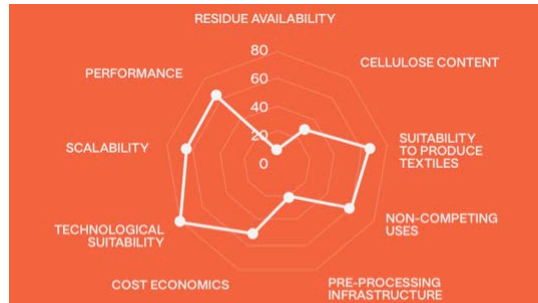 RESIDUE AVAILABILITY
80
60
40
20
0
CELLULOSE CONTENT
SUITABILITY
TO PRODUCE
TEXTILES
NON-COMPETING
USES
PRE-PROCESSING
INFRASTRUCTURE
COST ECONOMICS
TECHNOLOGICAL
SUITABILITY
SCALABILITY
PERFORMANCE